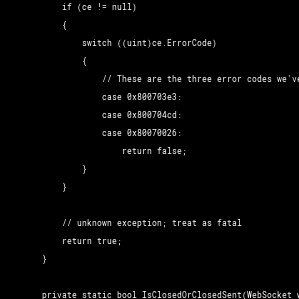 if (ce != null)
{
switch ((uint)ce.ErrorCode)
{
// These are the three error codes we've
case 0x800703e3:
case 0x800704cd:
case 0x80070026:
return false;
}
}
// unknown exception; treat as fatal
return true;
}
private static bool IsClosedOrClosedSent(WebSocket